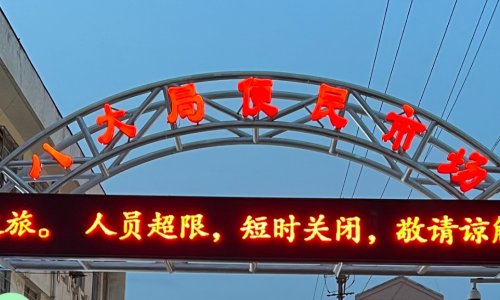 八大局便民市场
旅。 人员超限，短时关闭，敬请谅解